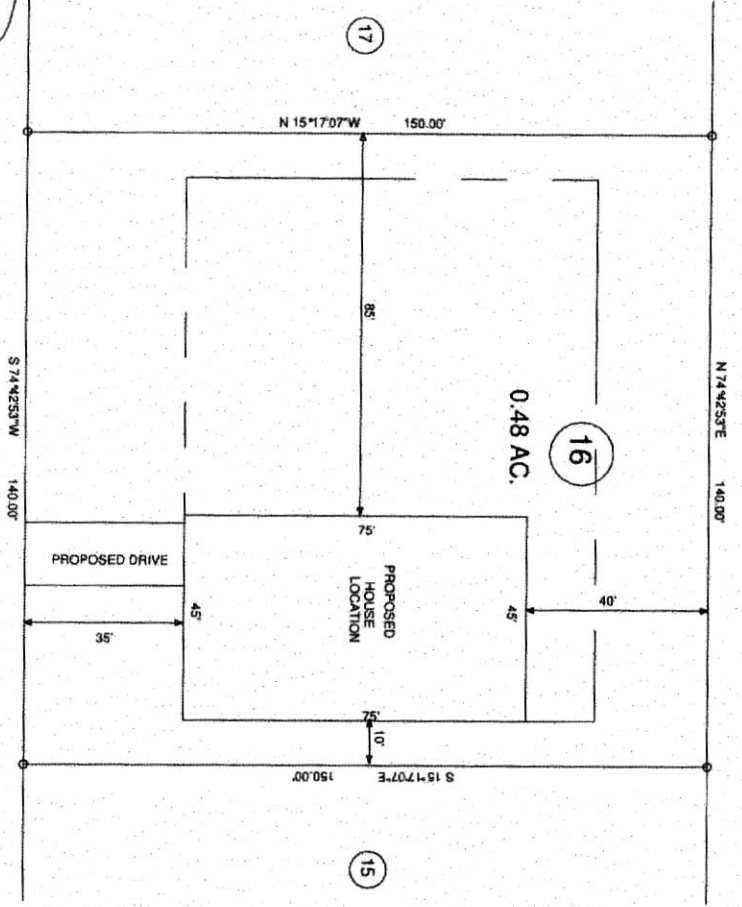 17
N 15°17'07"W 150.00'
N 74°42'53"E 140.00'
16
0.48 AC.
85'
75'
PROPOSED
HOUSE
LOCATION
45'
45'
40'
PROPOSED DRIVE
35'
75'
10'
S 15°17'07"E 150.00'
S 74°42'53"W 140.00'
15